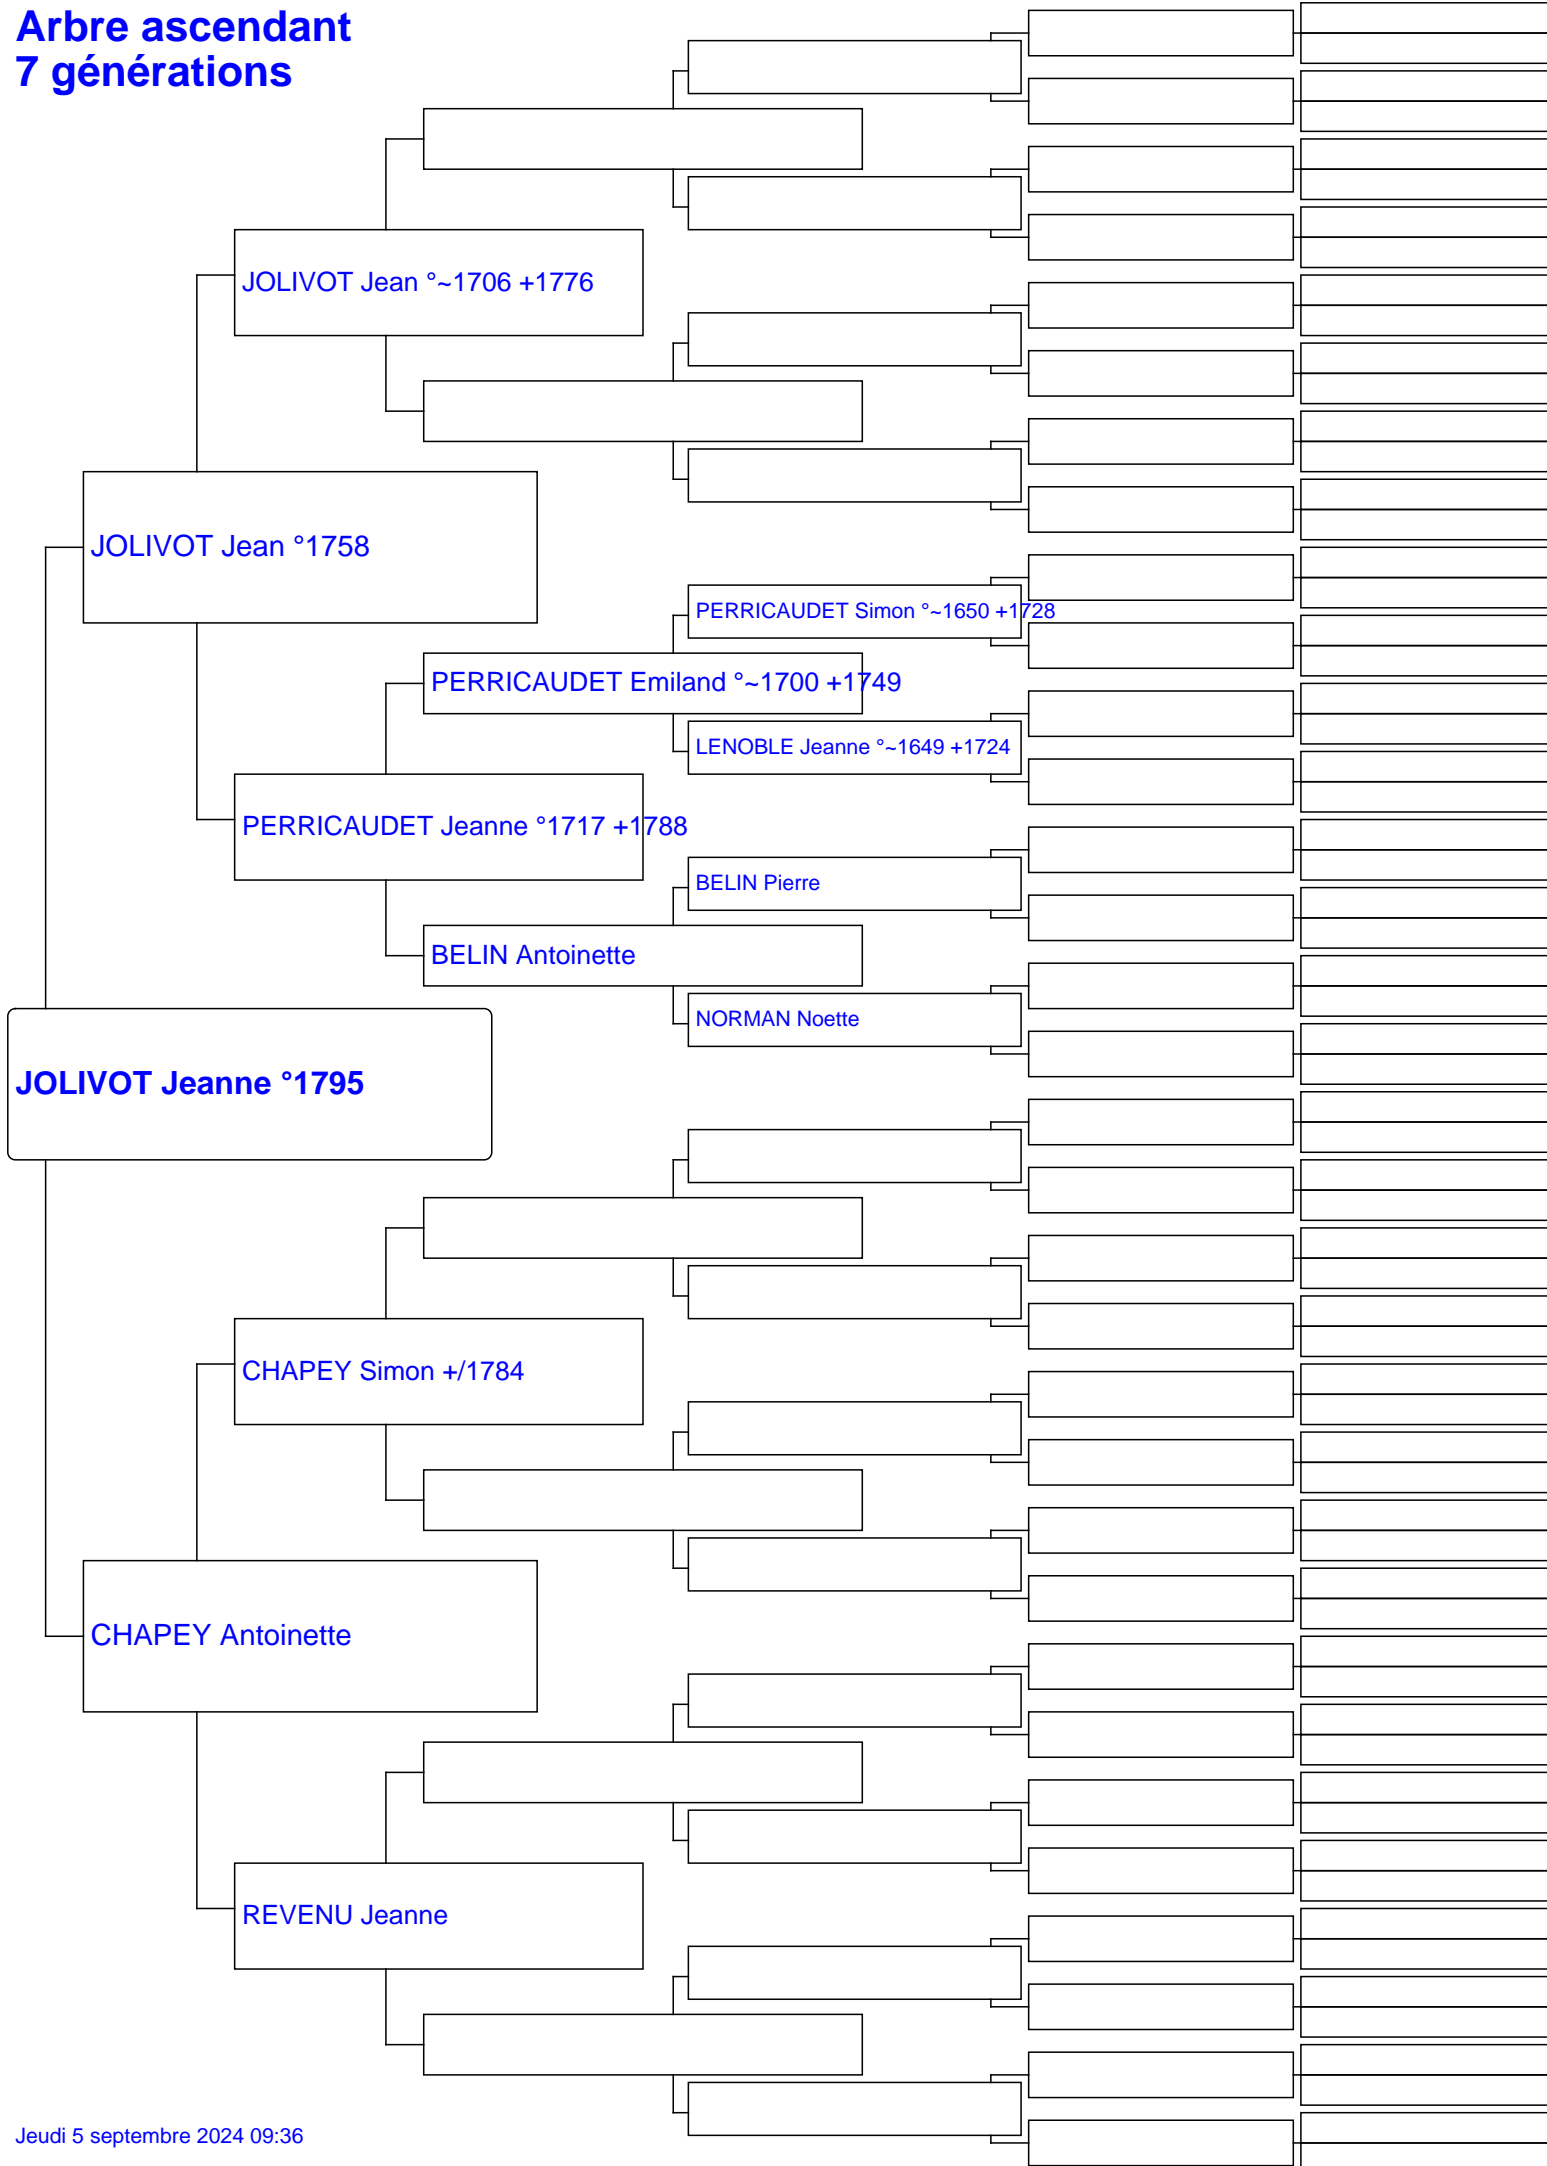 Arbre ascendant
7 générations
JOLIVOT Jean °~1706 +1776
JOLIVOT Jean °1758
PERRICAUDET Simon °~1650 +1728
PERRICAUDET Emiland °~1700 +1749
LENOBLE Jeanne °~1649 +1724
PERRICAUDET Jeanne °1717 +1788
BELIN Pierre
BELIN Antoinette
NORMAN Noette
JOLIVOT Jeanne °1795
CHAPEY Simon +/1784
CHAPEY Antoinette
REVENU Jeanne
Jeudi 5 septembre 2024 09:36